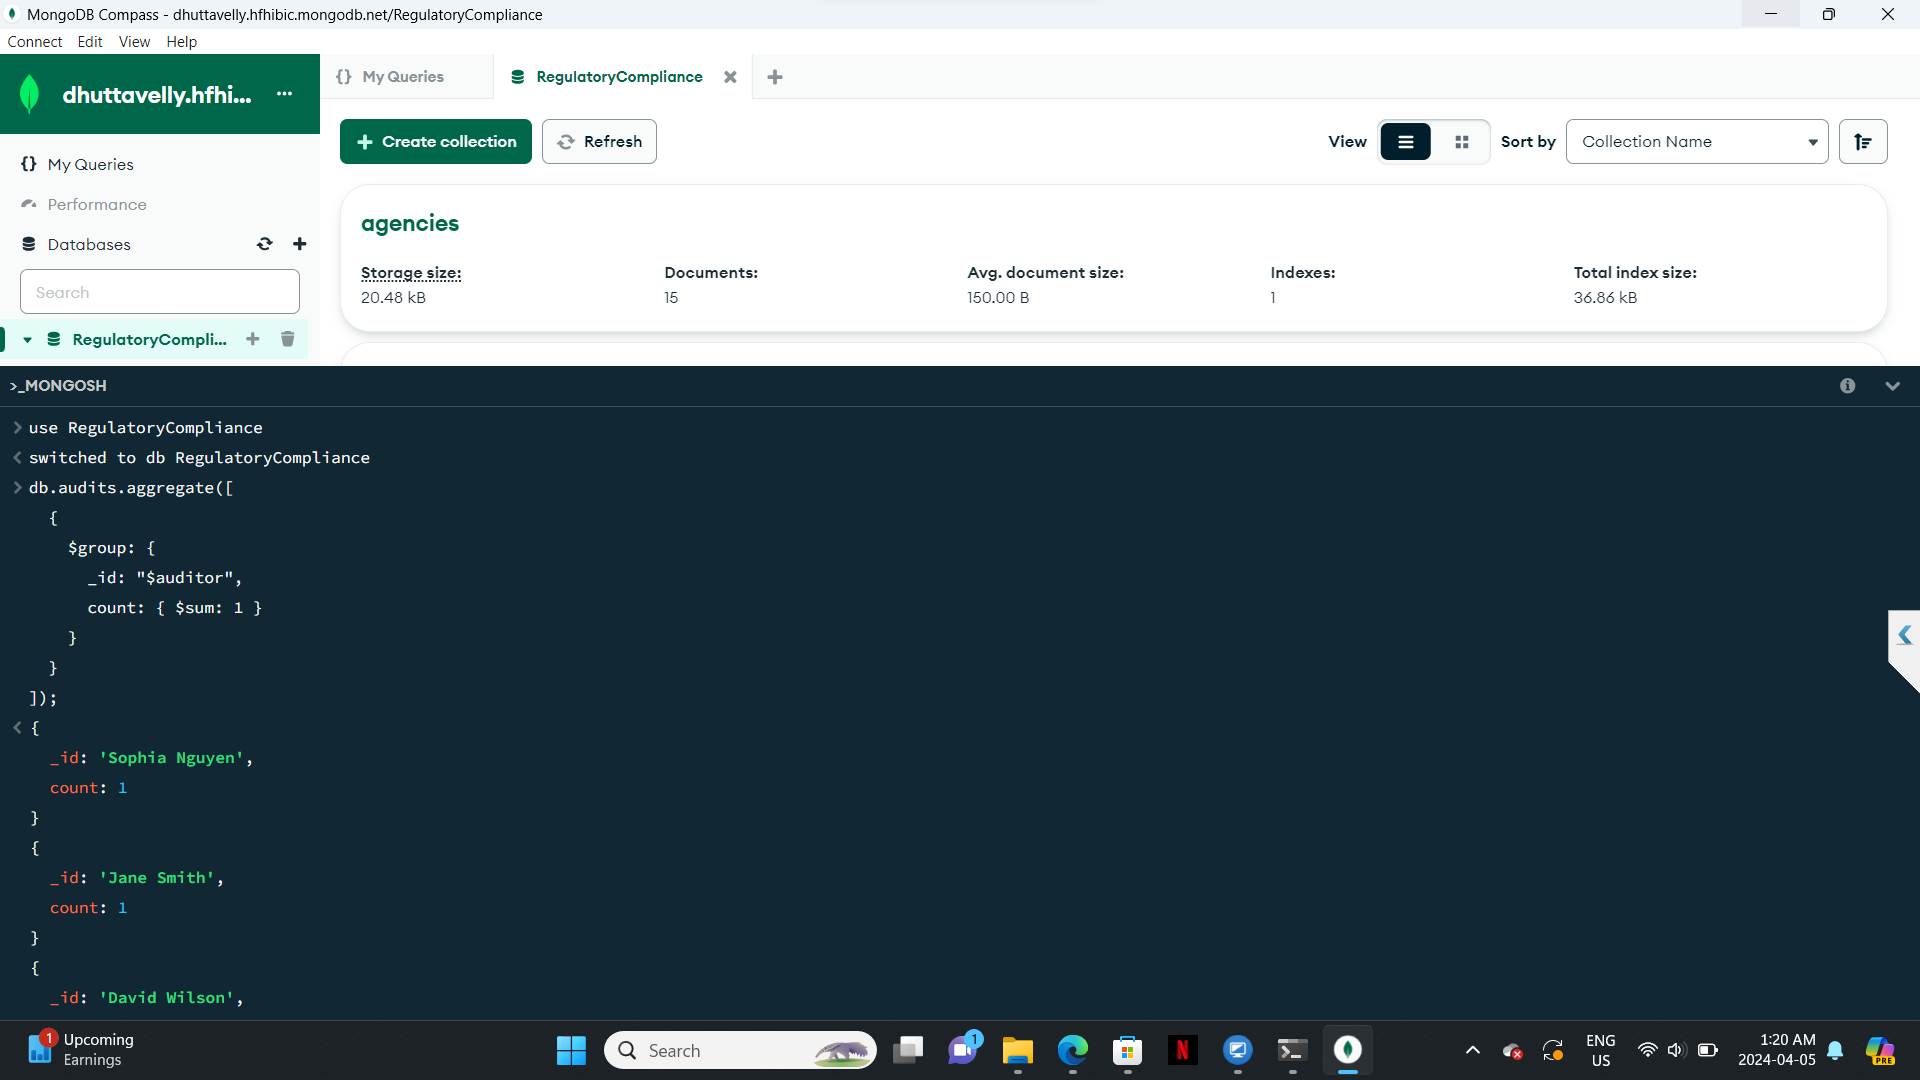 MongoDB Compass - dhuttavelly.hfhibic.mongodb.net/RegulatoryCompliance
Connect Edit View Help
dhuttavelly.hfhi... ...
{} My Queries
RegulatoryCompliance
{} My Queries
Performance
Databases
Search
RegulatoryCompli...
Create collection
Refresh
View
Sort by
Collection Name
agencies
Storage size: Documents: Avg. document size: Indexes: Total index size:
20.48 kB 15 150.00 B 1 36.86 kB
>_MONGOSH
> use RegulatoryCompliance
< switched to db RegulatoryCompliance
> db.audits.aggregate([
{
$group: {
_id: "$auditor",
count: { $sum: 1 }
}
}
]);
< {
_id: 'Sophia Nguyen',
count: 1
}
{
_id: 'Jane Smith',
count: 1
}
{
_id: 'David Wilson',
1
Upcoming
Earnings
Search
1
N
ENG
US
1:20 AM
2024-04-05
PRE